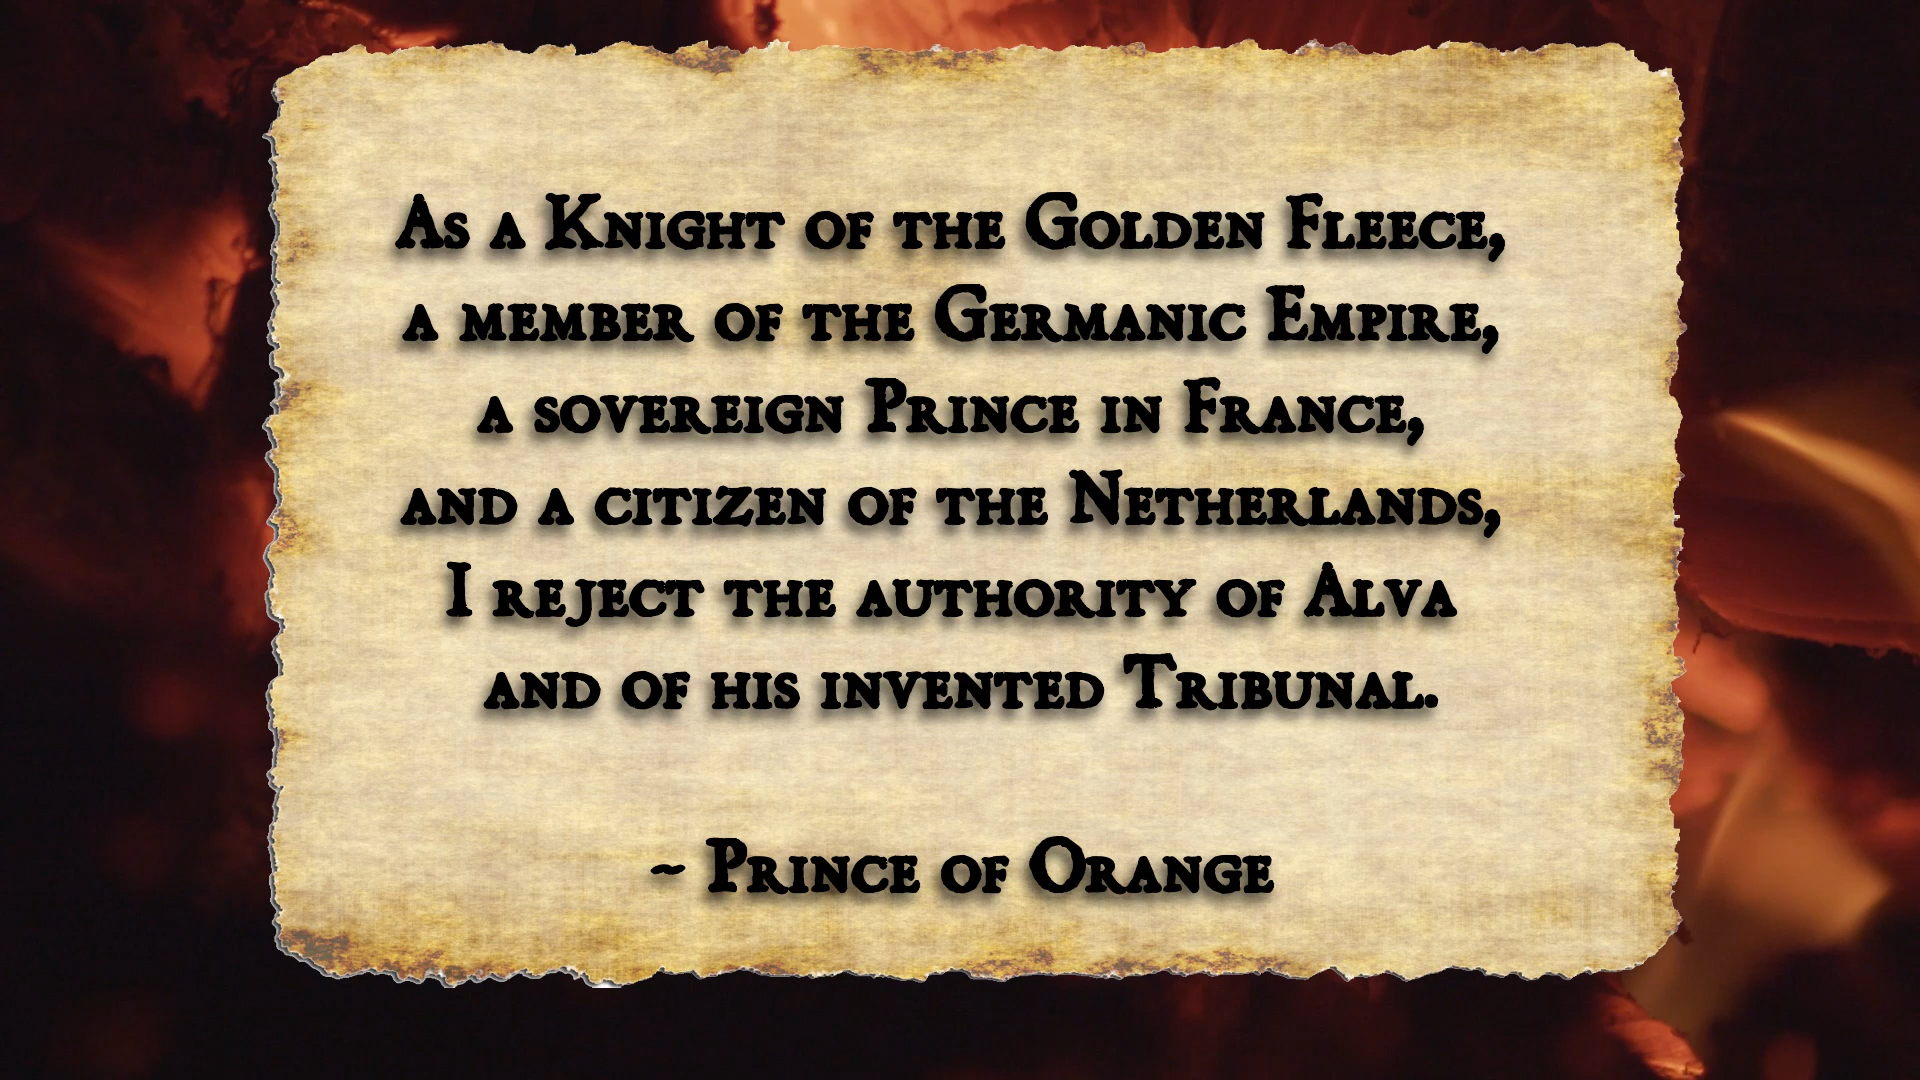 As a Knight of the Golden Fleece,
a member of the Germanic Empire,
a sovereign Prince in France,
and a citizen of the Netherlands,
I reject the authority of Alva
and of his invented Tribunal.
~ Prince of Orange